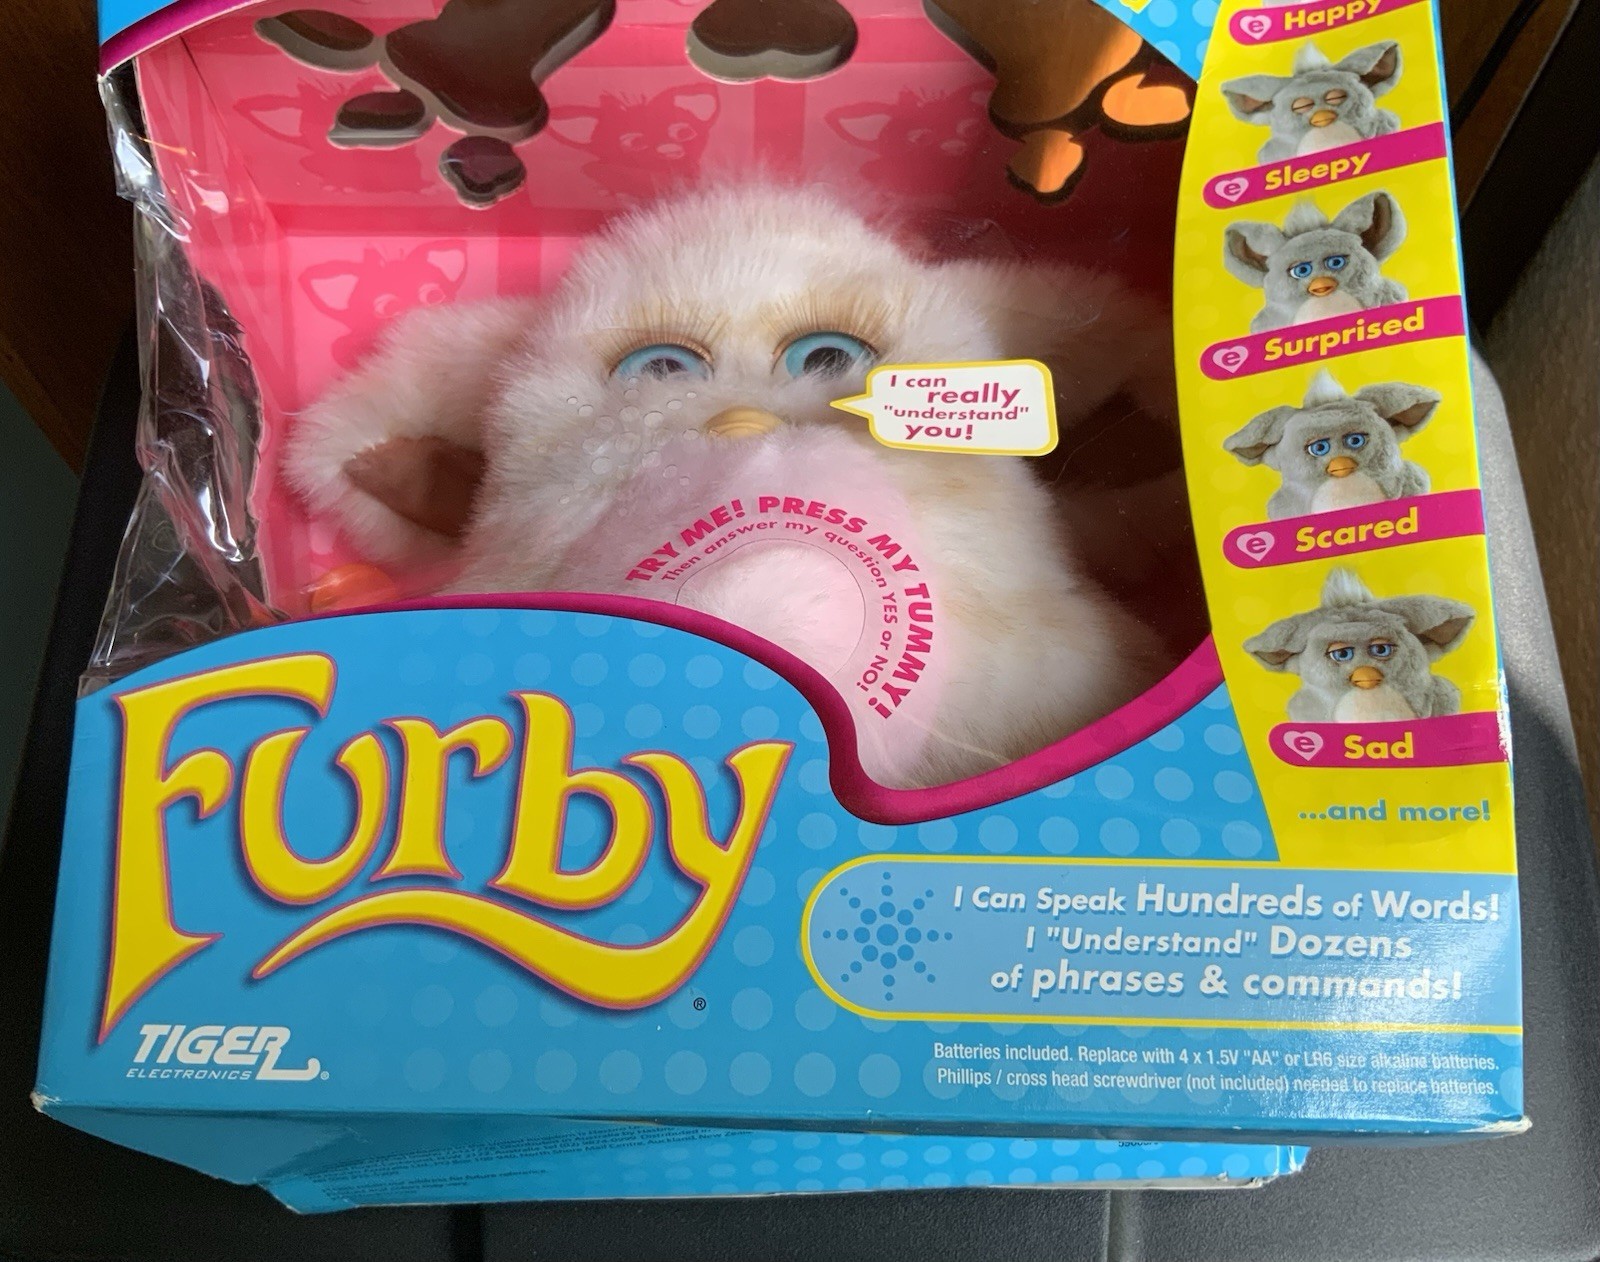 Happy
Sleepy
Surprised
Scared
Sad
...and more!
I can
really
"understand"
you!
TRY ME! PRESS MY TUMMY!
Then answer my question YES or NO!
Furby
®
TIGER
ELECTRONICS
®
I Can Speak Hundreds of Words!
I "Understand" Dozens
of phrases & commands!
Batteries included. Replace with 4 x 1.5V "AA" or LR6 size alkaline batteries.
Phillips / cross head screwdriver (not included) needed to replace batteries.